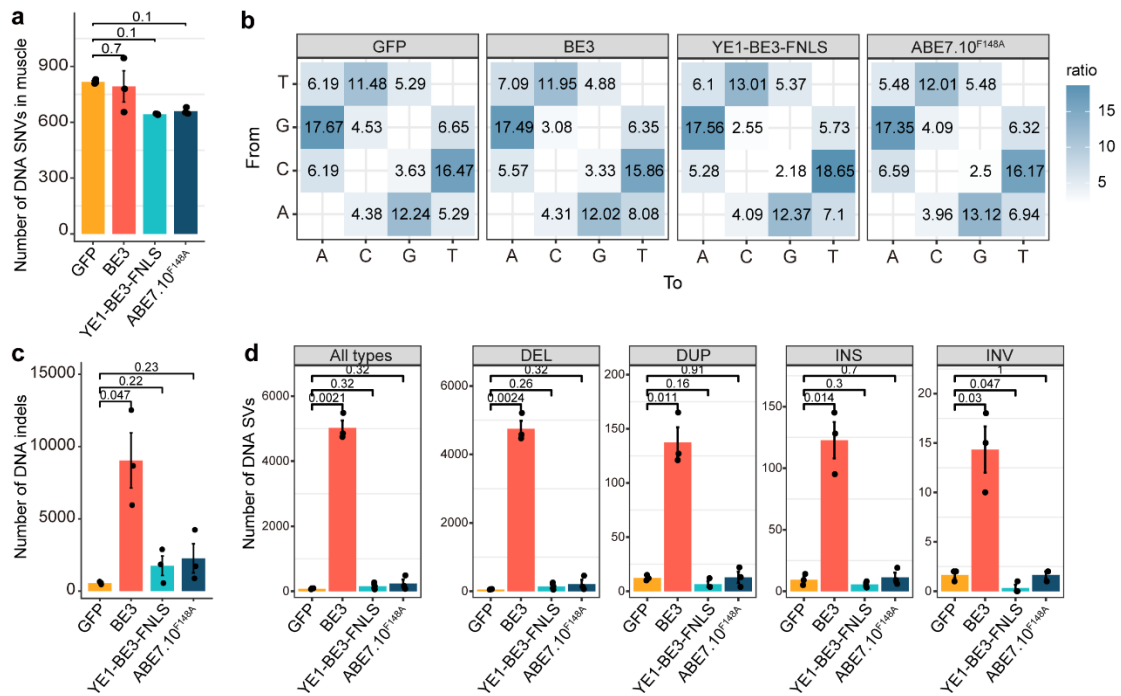 a
0.1
0.1
0.7
Number of DNA SNVs in muscle
900
600
300
0
GFP
BE3
YE1-BE3-FNLS
ABE7.10F148A
b
GFP
BE3
YE1-BE3-FNLS
ABE7.10F148A
From
T
G
C
A
6.19 11.48 5.29
17.67 4.53 6.65
6.19 3.63 16.47
4.38 12.24 5.29
7.09 11.95 4.88
17.49 3.08 6.35
5.57 3.33 15.86
4.31 12.02 8.08
6.1 13.01 5.37
17.56 2.55 5.73
5.28 2.18 18.65
4.09 12.37 7.1
5.48 12.01 5.48
17.35 4.09 6.32
6.59 2.5 16.17
3.96 13.12 6.94
A C G T
A C G T
A C G T
A C G T
To
ratio
15
10
5
c
0.23
0.22
0.047
Number of DNA indels
15000
10000
5000
0
GFP
BE3
YE1-BE3-FNLS
ABE7.10F148A
d
Number of DNA SVs
All types
0.32
0.32
0.0021
6000
4000
2000
0
GFP
BE3
YE1-BE3-FNLS
ABE7.10F148A
DEL
0.32
0.26
0.0024
6000
4000
2000
0
GFP
BE3
YE1-BE3-FNLS
ABE7.10F148A
DUP
0.91
0.16
0.011
200
150
100
50
0
GFP
BE3
YE1-BE3-FNLS
ABE7.10F148A
INS
0.7
0.3
0.014
150
100
50
0
GFP
BE3
YE1-BE3-FNLS
ABE7.10F148A
INV
1
0.047
0.03
20
15
10
5
0
GFP
BE3
YE1-BE3-FNLS
ABE7.10F148A